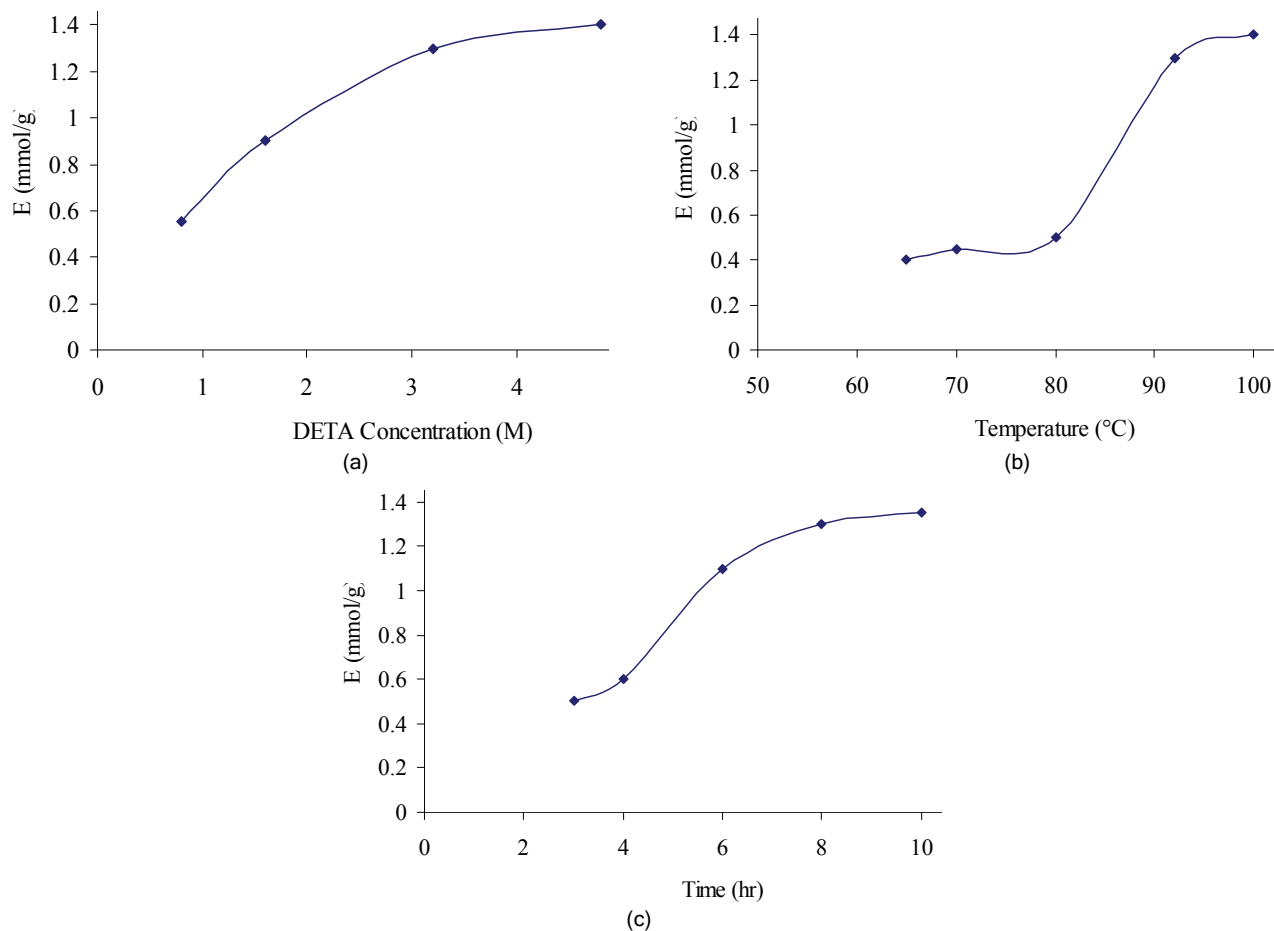 1.4
1.2
1
0.8
0.6
0.4
0.2
0
E (mmol/g)
0 1 2 3 4
DETA Concentration (M)
(a)
1.4
1.2
1
0.8
0.6
0.4
0.2
0
E (mmol/g)
50 60 70 80 90 100
Temperature (°C)
(b)
1.4
1.2
1
0.8
0.6
0.4
0.2
0
E (mmol/g)
0 2 4 6 8 10
Time (hr)
(c)